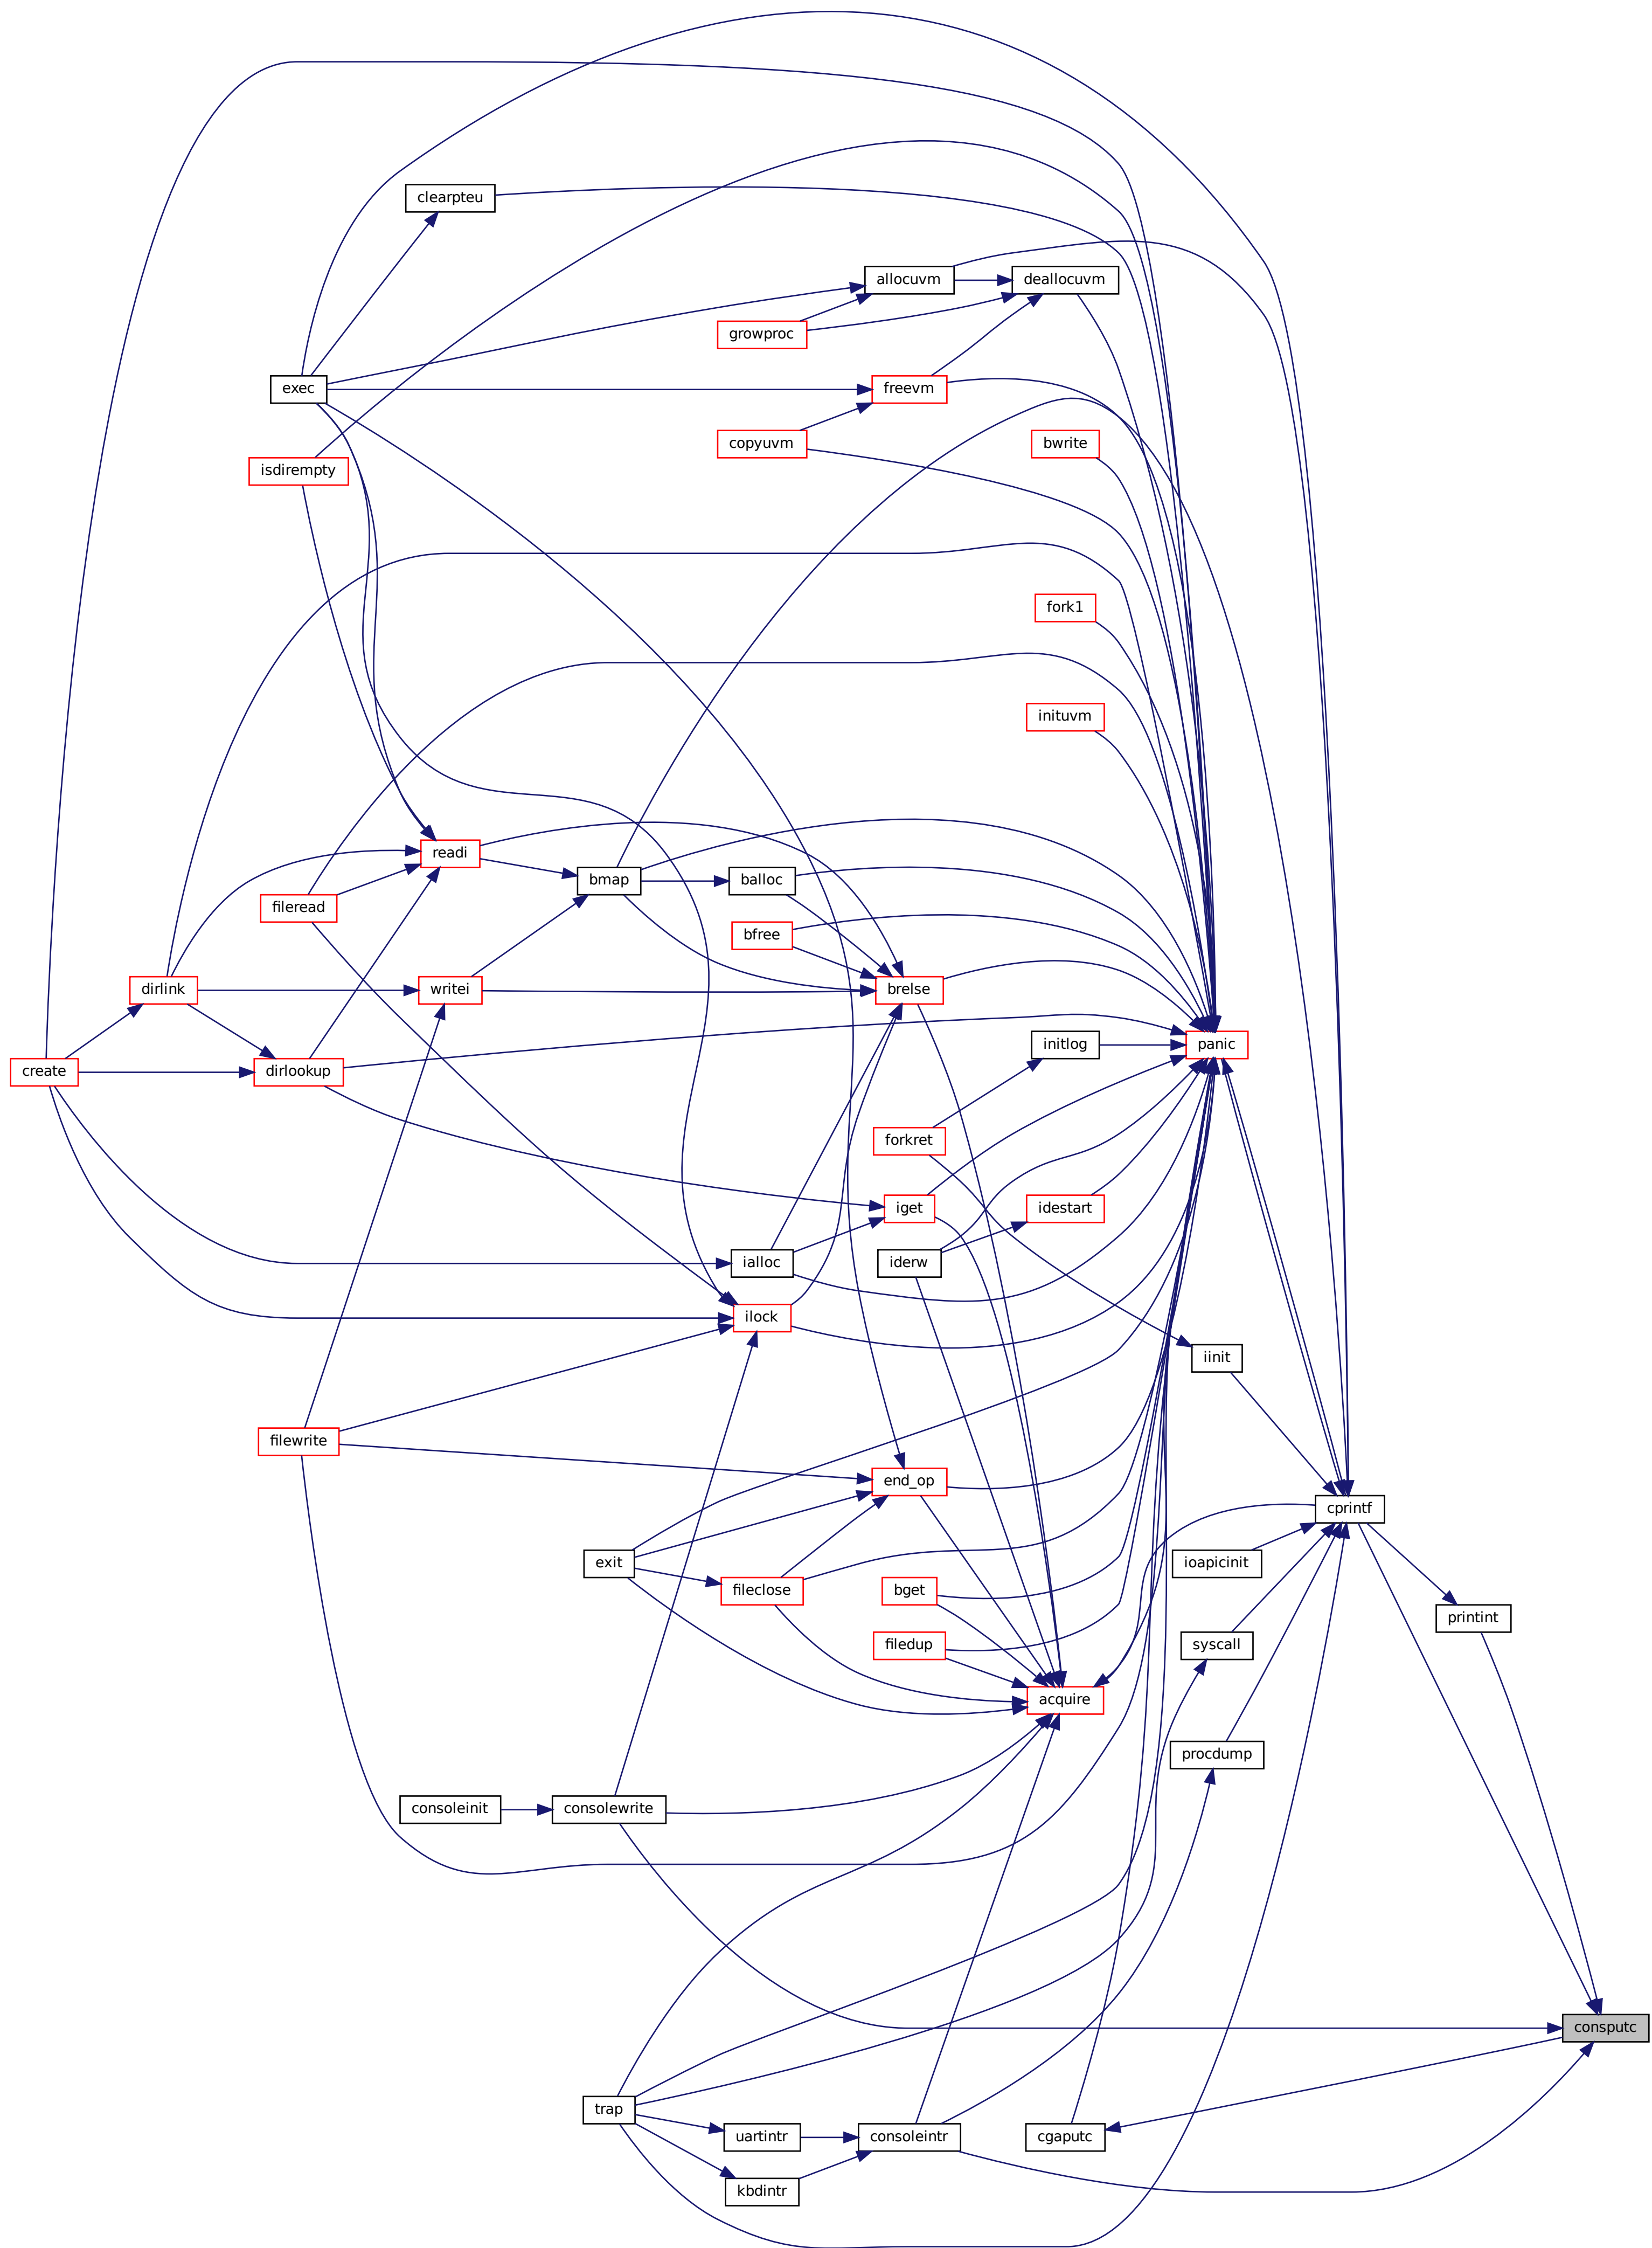 clearpteu
allocuvm
deallocuvm
growproc
exec
freevm
copyuvm
bwrite
isdirempty
fork1
inituvm
readi
bmap
balloc
fileread
bfree
dirlink
writei
brelse
initlog
panic
create
dirlookup
forkret
iget
idestart
ialloc
iderw
ilock
iinit
filewrite
end_op
cprintf
exit
ioapicinit
fileclose
bget
printint
filedup
syscall
acquire
procdump
consoleinit
consolewrite
consputc
trap
uartintr
consoleintr
cgaputc
kbdintr